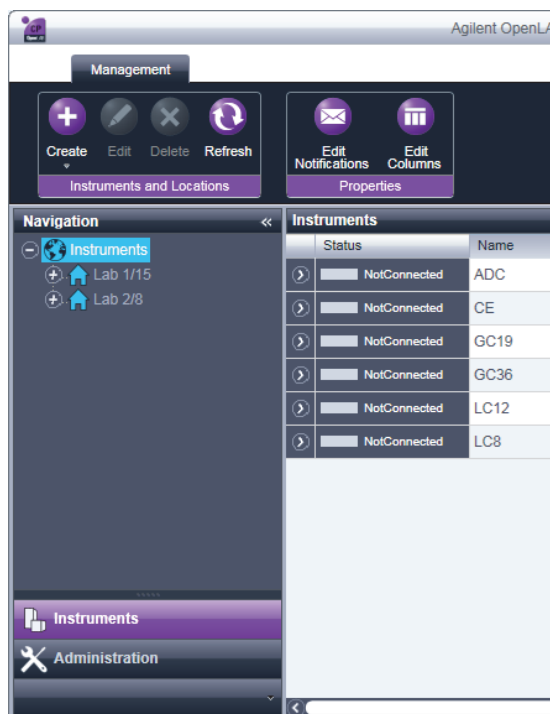 CP
Agilent OpenLA
Management
Create Edit Delete Refresh
Instruments and Locations
Edit Notifications
Edit Columns
Properties
Navigation
Instruments
Lab 1/15
Lab 2/8
Instruments
Administration
Instruments
Status Name
NotConnected ADC
NotConnected CE
NotConnected GC19
NotConnected GC36
NotConnected LC12
NotConnected LC8